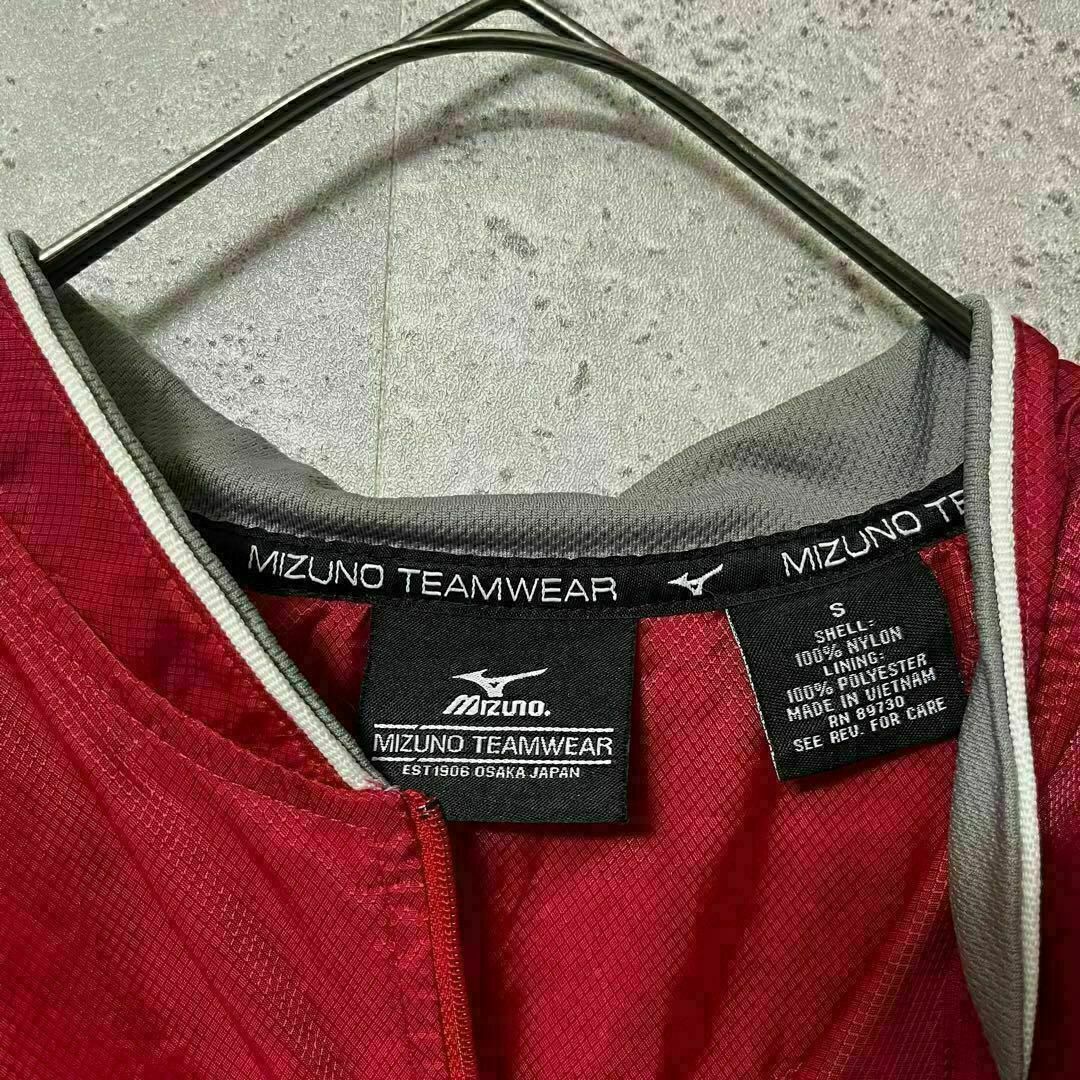 MIZUNO TEAMWEAR
MIZUNO TE
MIZUNO.
MIZUNO TEAMWEAR
EST1906 OSAKA JAPAN
S
SHELL:
100% NYLON
LINING:
100% POLYESTER
MADE IN VIETNAM
RN 89730
SEE REV. FOR CARE